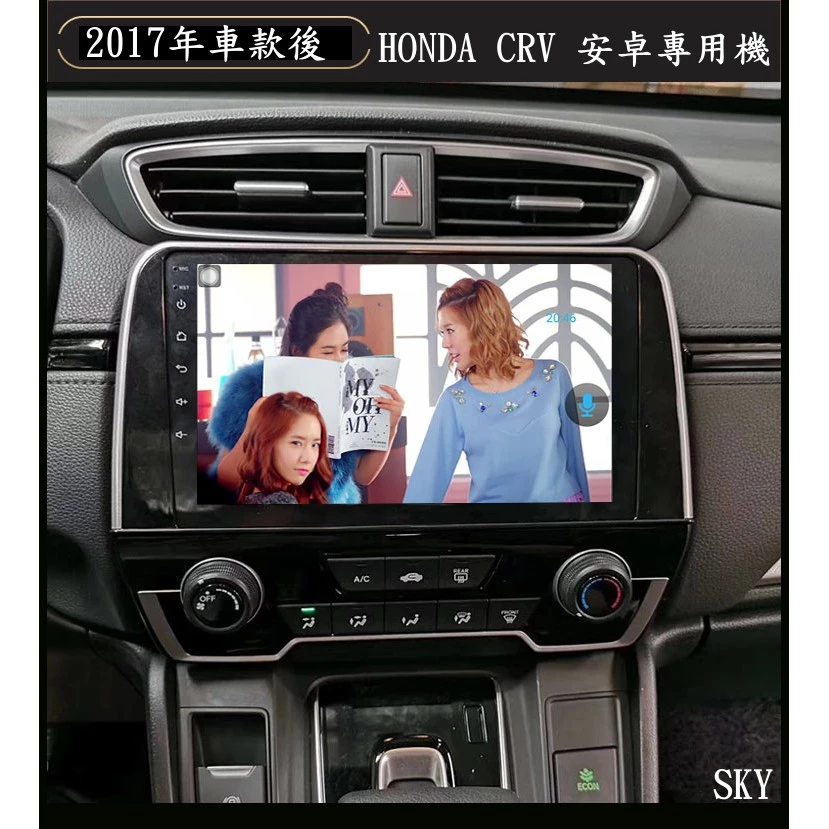 2017年車款後
HONDA CRV 安卓專用機
MIC
RST
20:46
MY
OH
MY
A/C
REAR
OFF
FRONT
ECON
SKY